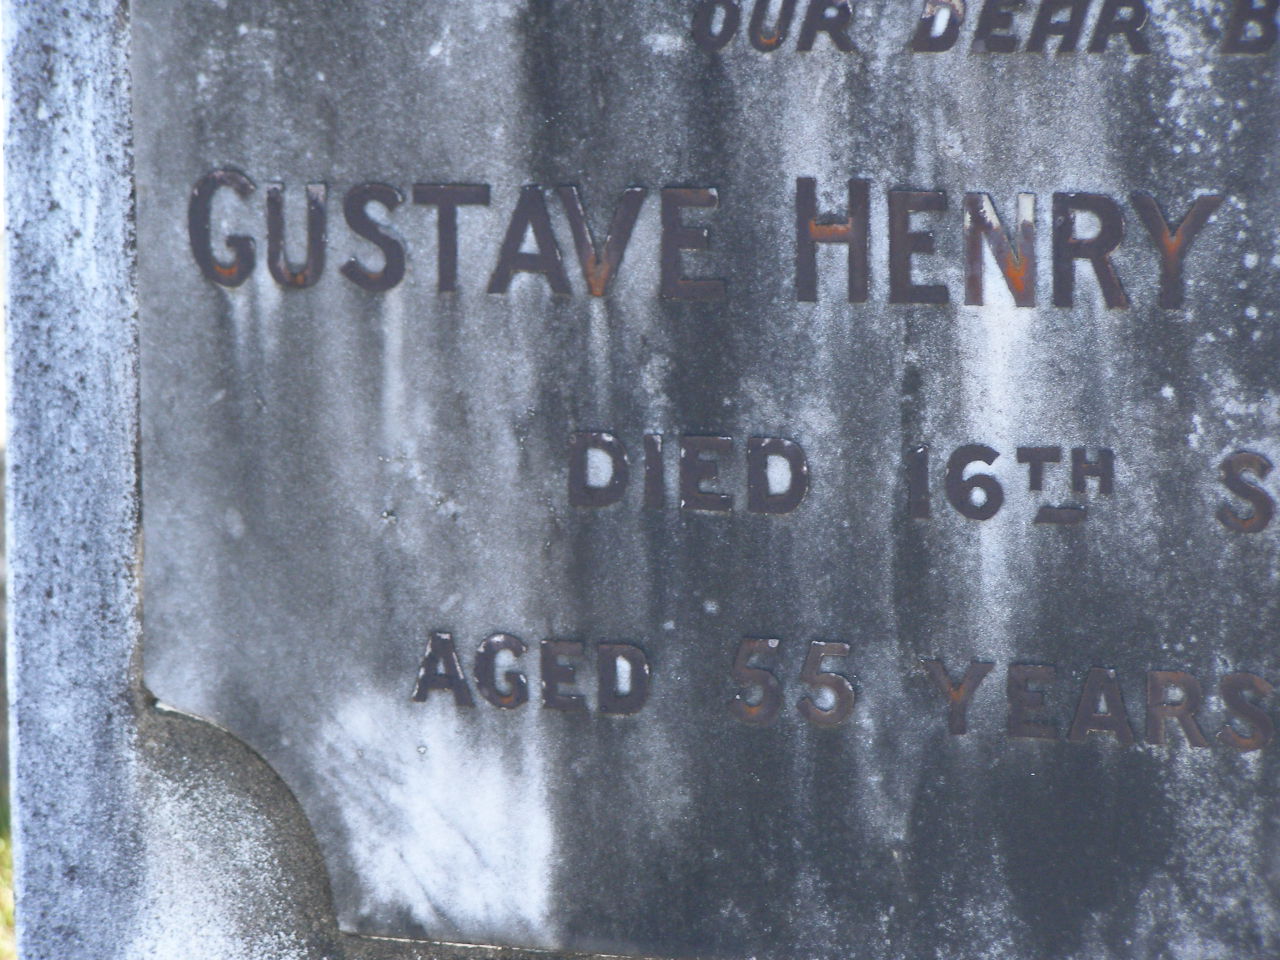 OUR DEAR B
GUSTAVE HENRY
DIED 16TH S
AGED 55 YEARS